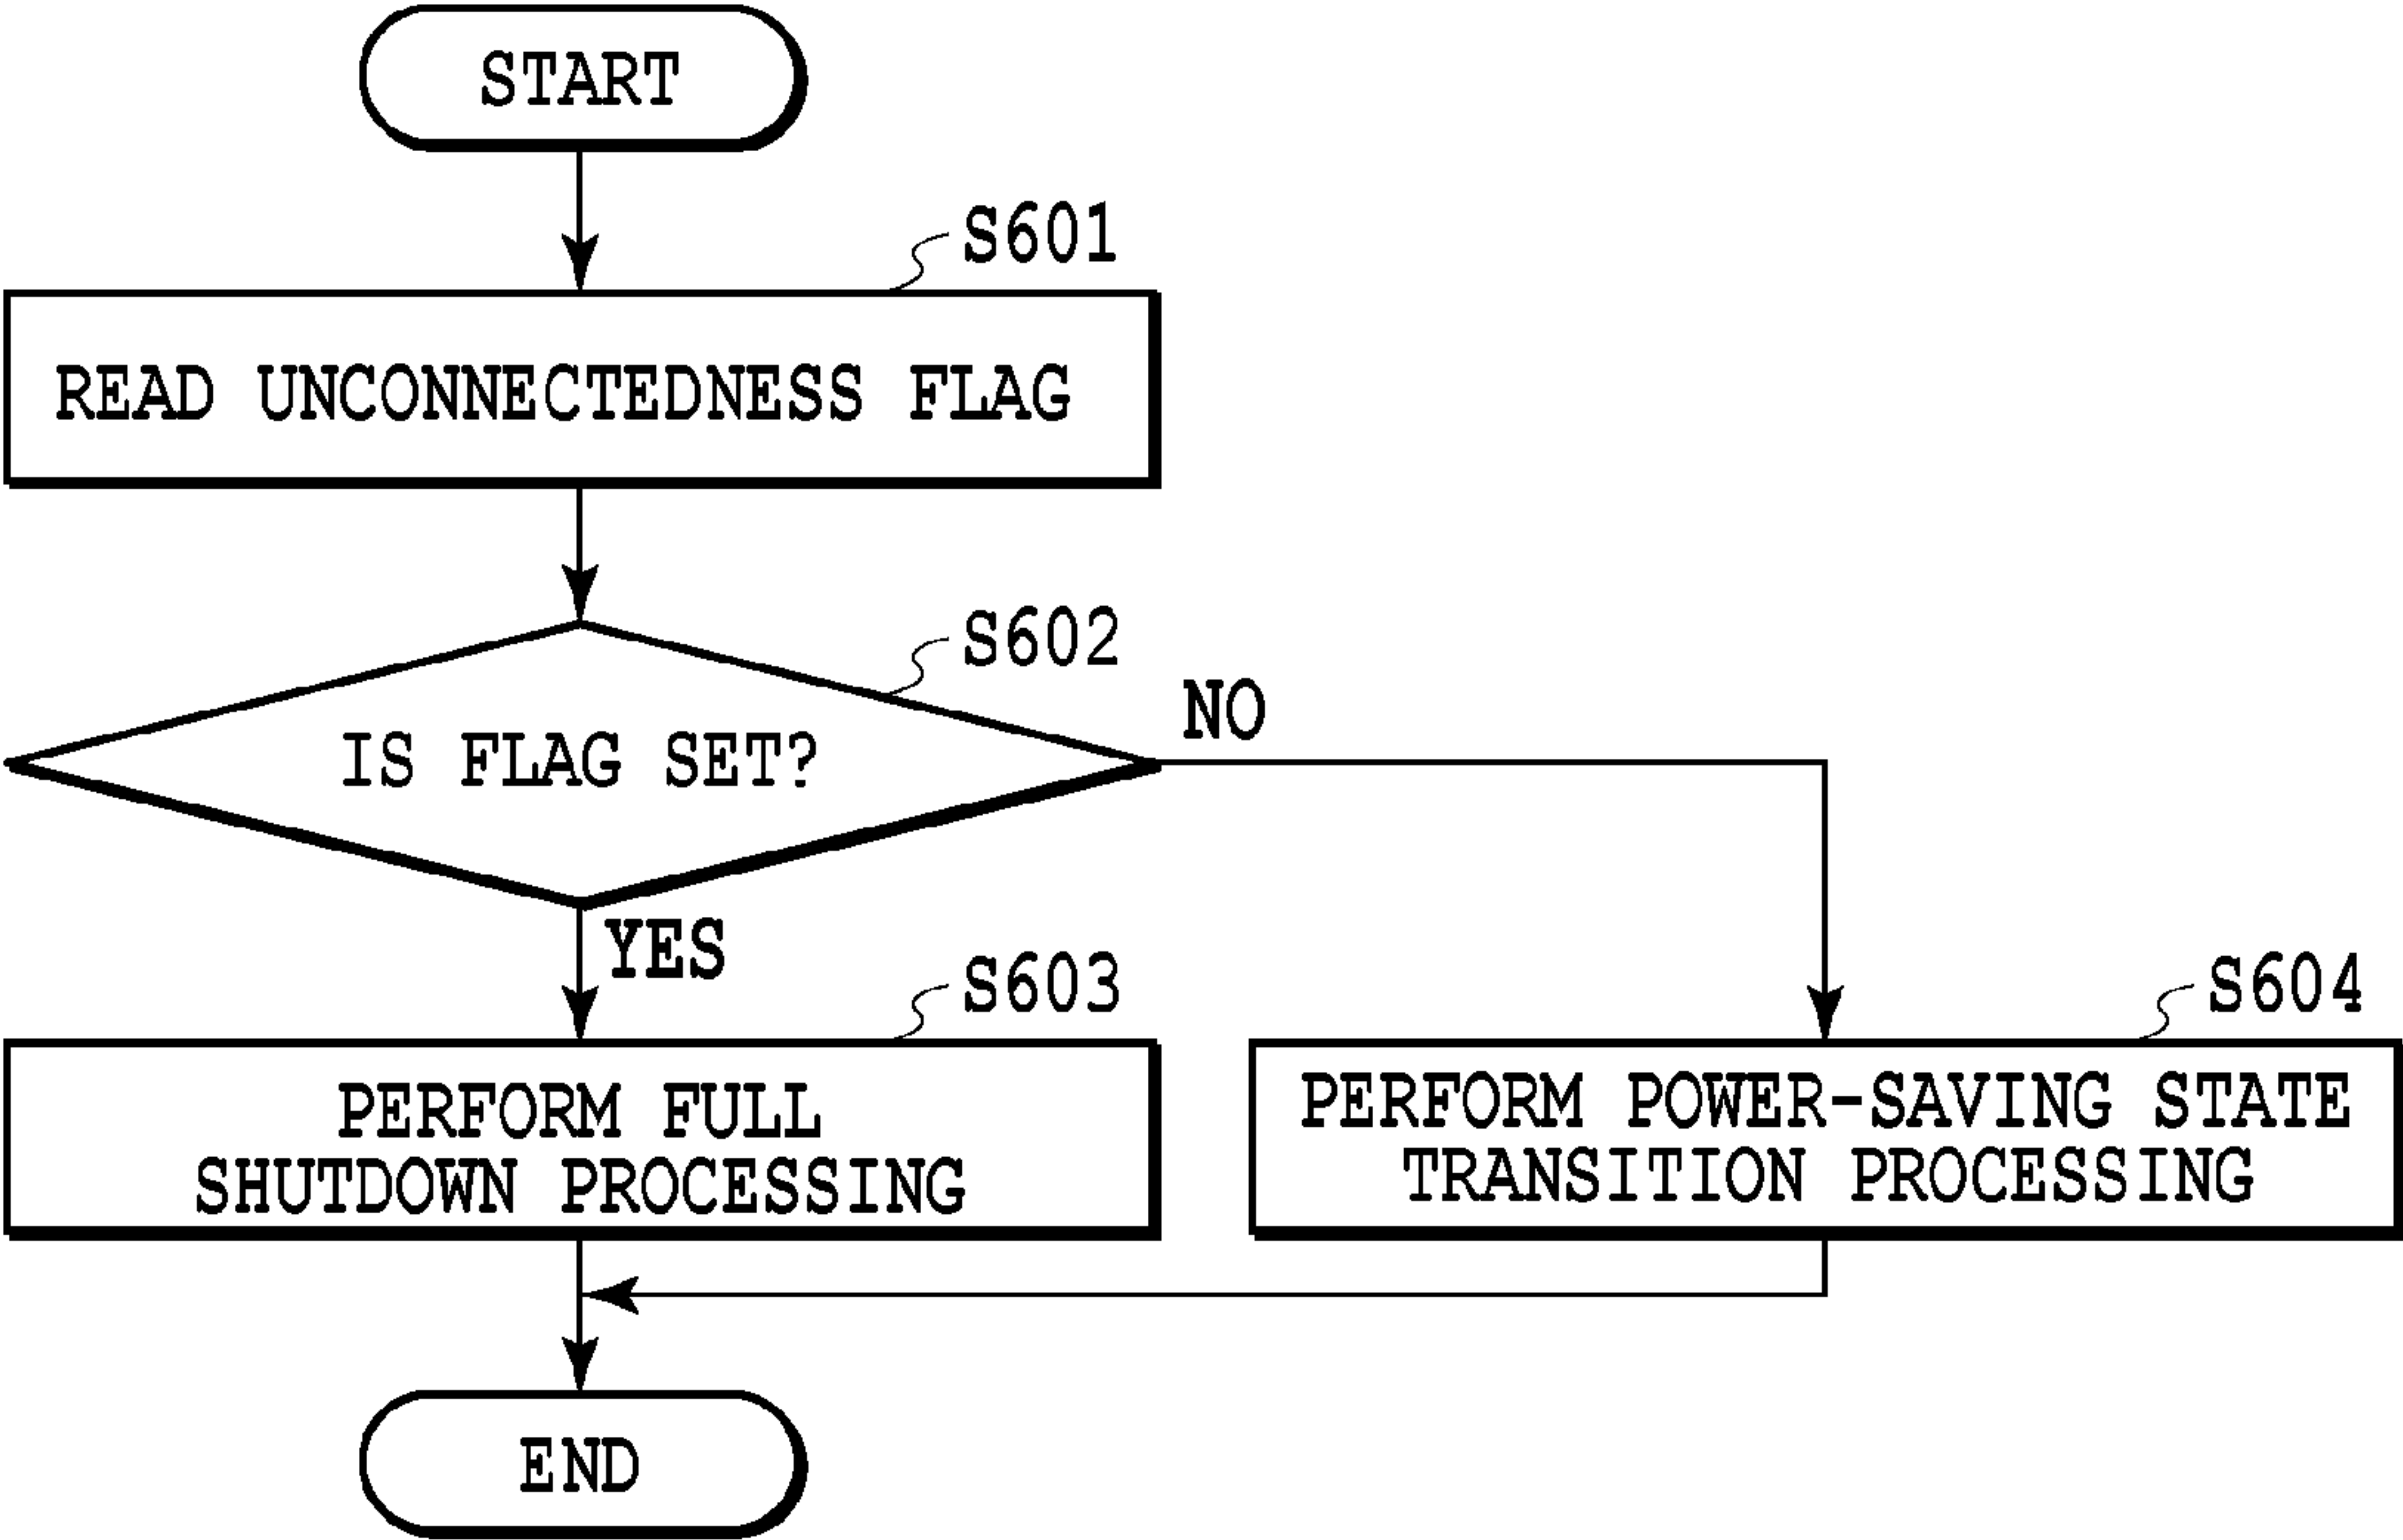 START
S601
READ UNCONNECTEDNESS FLAG
S602
IS FLAG SET?
NO
YES
S603
PERFORM FULL
SHUTDOWN PROCESSING
S604
PERFORM POWER-SAVING STATE
TRANSITION PROCESSING
END